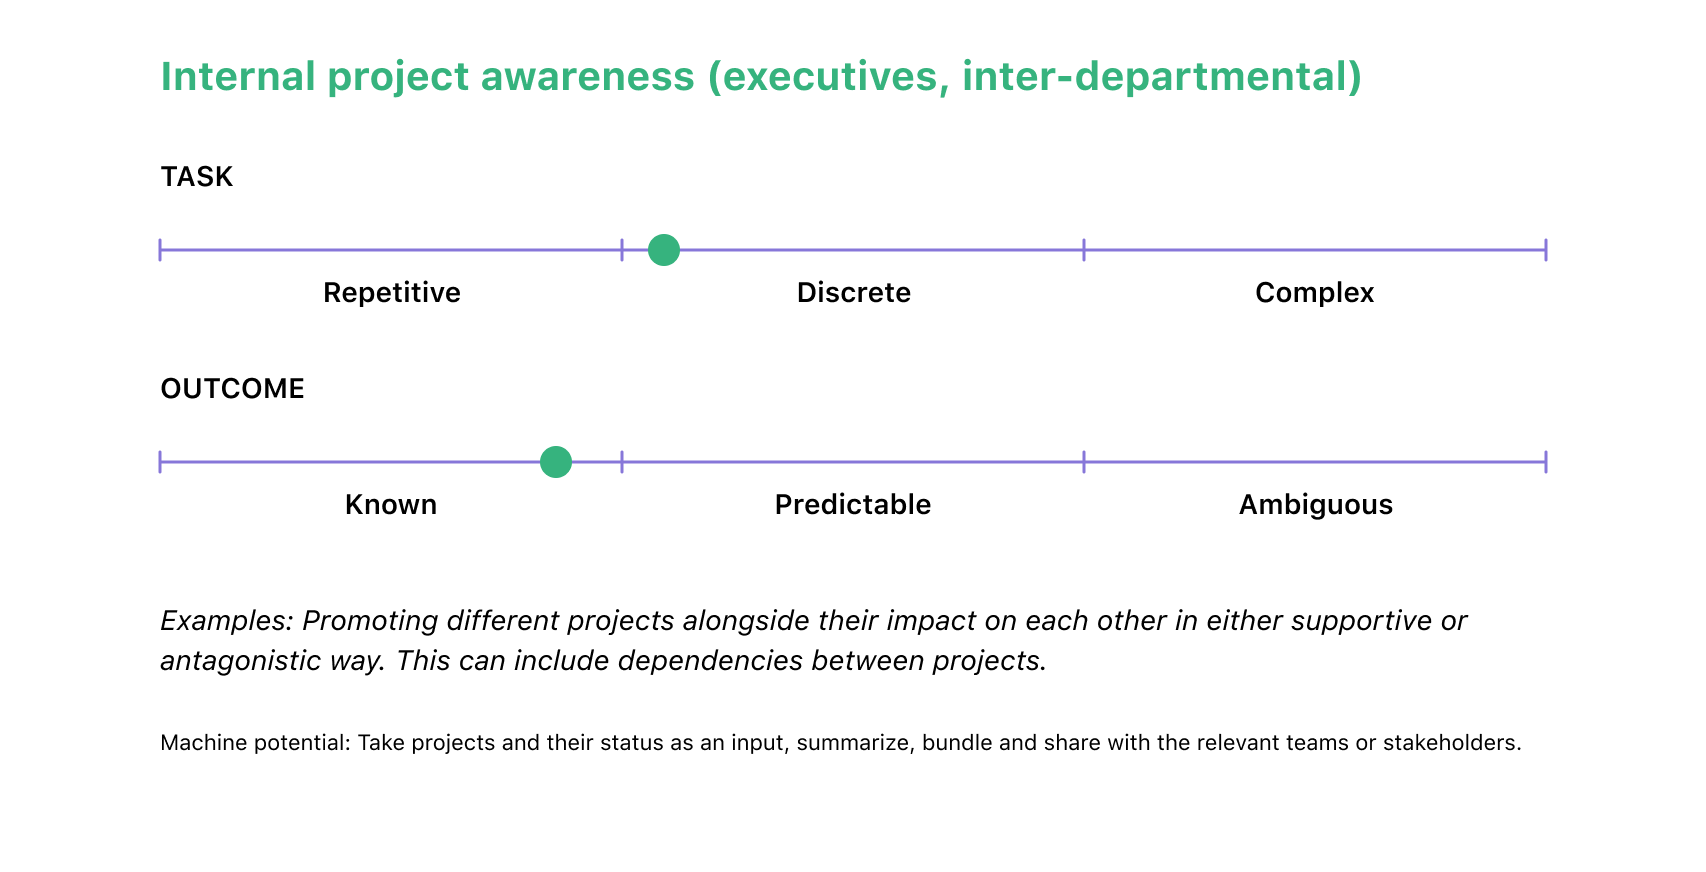 Internal project awareness (executives, inter-departmental)
TASK
Repetitive
Discrete
Complex
OUTCOME
Known
Predictable
Ambiguous
Examples: Promoting different projects alongside their impact on each other in either supportive or
antagonistic way. This can include dependencies between projects.
Machine potential: Take projects and their status as an input, summarize, bundle and share with the relevant teams or stakeholders.